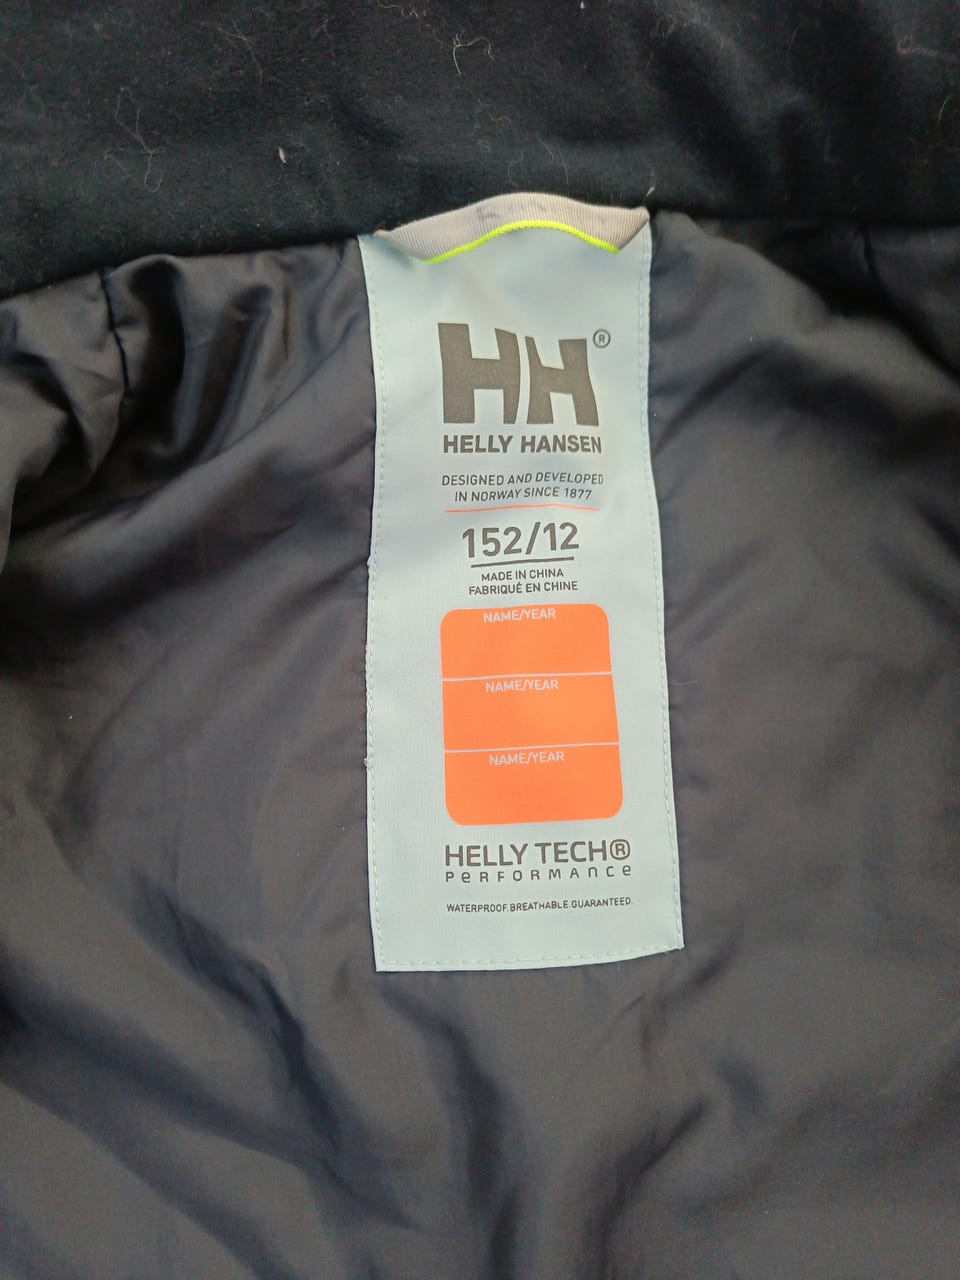 HH®
HELLY HANSEN
DESIGNED AND DEVELOPED
IN NORWAY SINCE 1877
152/12
MADE IN CHINA
FABRIQUÉ EN CHINE
NAME/YEAR
NAME/YEAR
NAME/YEAR
HELLY TECH®
PERFORMANCE
WATERPROOF.BREATHABLE.GUARANTEED.